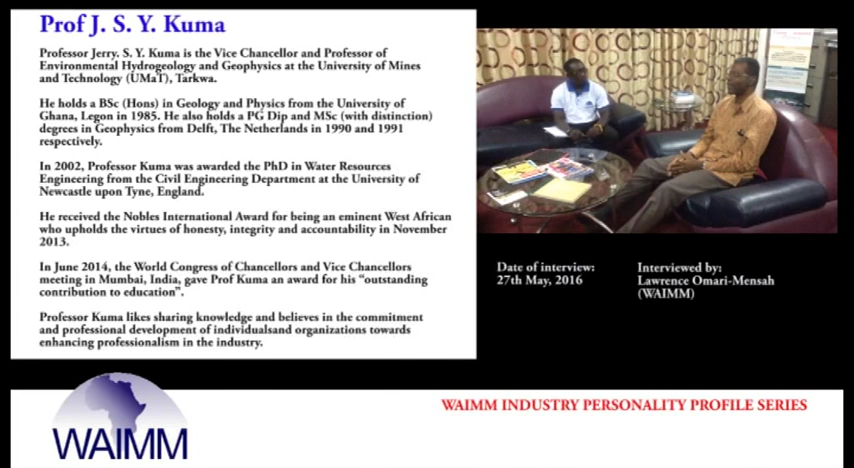 Prof J. S. Y. Kuma
Professor Jerry. S. Y. Kuma is the Vice Chancellor and Professor of
Environmental Hydrogeology and Geophysics at the University of Mines
and Technology (UMaT), Tarkwa.
He holds a BSc (Hons) in Geology and Physics from the University of
Ghana, Legon in 1985. He also holds a PG Dip and MSc (with distinction)
degrees in Geophysics from Delft, The Netherlands in 1990 and 1991
respectively.
In 2002, Professor Kuma was awarded the PhD in Water Resources
Engineering from the Civil Engineering Department at the University of
Newcastle upon Tyne, England.
He received the Nobles International Award for being an eminent West African
who upholds the virtues of honesty, integrity and accountability in November
2013.
In June 2014, the World Congress of Chancellors and Vice Chancellors
meeting in Mumbai, India, gave Prof Kuma an award for his “outstanding
contribution to education”.
Professor Kuma likes sharing knowledge and believes in the commitment
and professional development of individualsand organizations towards
enhancing professionalism in the industry.
Date of interview:
27th May, 2016
Interviewed by:
Lawrence Omari-Mensah
(WAIMM)
WAIMM INDUSTRY PERSONALITY PROFILE SERIES
WAIMM